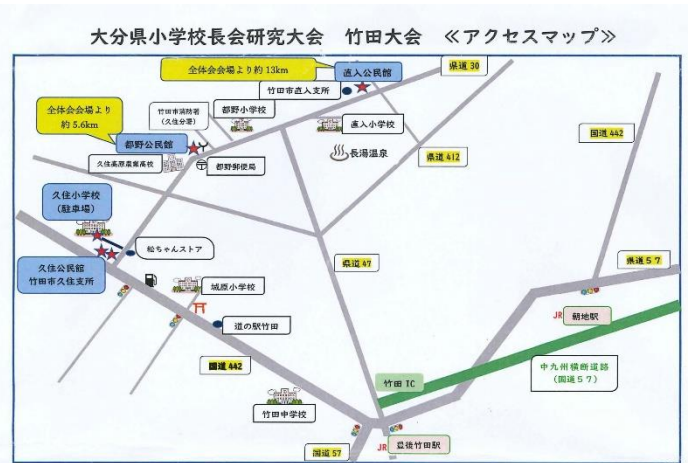 大分県小学校長会研究大会　竹田大会　≪アクセスマップ≫
全体会会場より約13km
直入公民館
県道30
竹田市直入支所
全体会会場より
約5.6km
竹田市消防署
(久住分署)
都野小学校
直入小学校
国道442
都野公民館
長湯温泉
県道412
久住高原農業高校
都野郵便局
久住小学校
(駐車場)
松ちゃんストア
久住公民館
竹田市久住支所
県道47
県道57
城原小学校
JR
朝地駅
道の駅竹田
国道442
竹田IC
中九州横断道路
(国道57)
竹田中学校
国道57
JR
豊後竹田駅